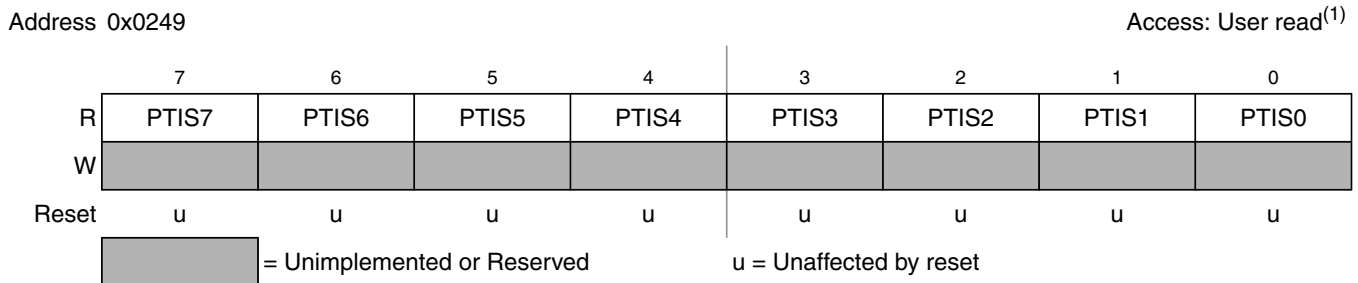 Address 0x0249 Access: User read(1)
7 6 5 4 3 2 1 0
R PTIS7 PTIS6 PTIS5 PTIS4 PTIS3 PTIS2 PTIS1 PTIS0
W
Reset u u u u u u u u
= Unimplemented or Reserved u = Unaffected by reset